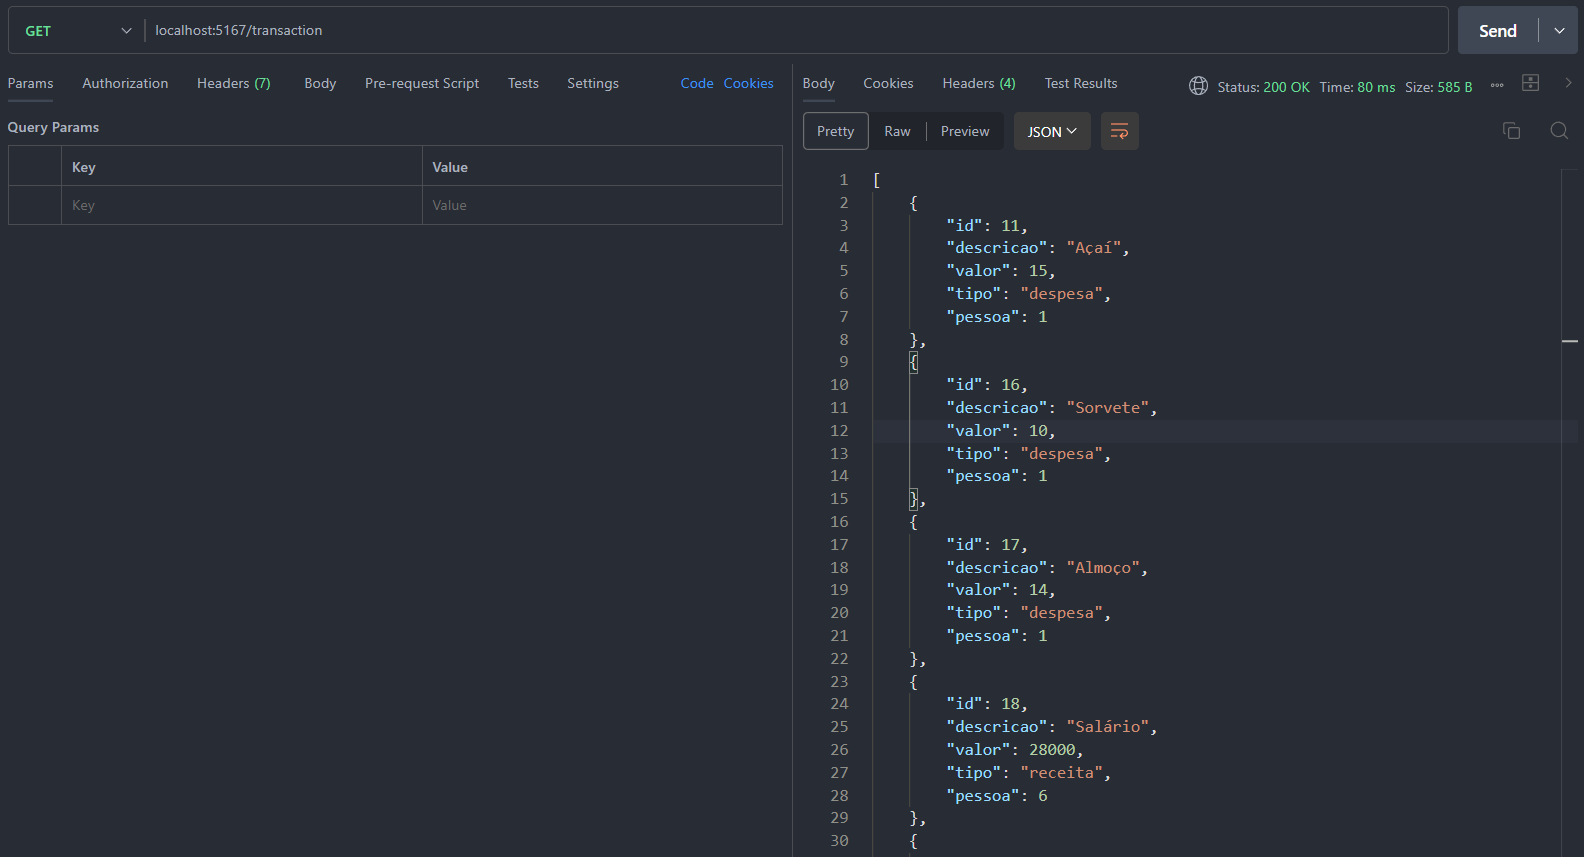 GET localhost:5167/transaction Send
Params Authorization Headers (7) Body Pre-request Script Tests Settings Code Cookies
Query Params
Key Value
Key Value
Body Cookies Headers (4) Test Results Status: 200 OK Time: 80 ms Size: 585 B
Pretty Raw Preview JSON
1 [
2 {
3 "id": 11,
4 "descricao": "Açaí",
5 "valor": 15,
6 "tipo": "despesa",
7 "pessoa": 1
8 },
9 {
10 "id": 16,
11 "descricao": "Sorvete",
12 "valor": 10,
13 "tipo": "despesa",
14 "pessoa": 1
15 },
16 {
17 "id": 17,
18 "descricao": "Almoço",
19 "valor": 14,
20 "tipo": "despesa",
21 "pessoa": 1
22 },
23 {
24 "id": 18,
25 "descricao": "Salário",
26 "valor": 28000,
27 "tipo": "receita",
28 "pessoa": 6
29 },
30 {